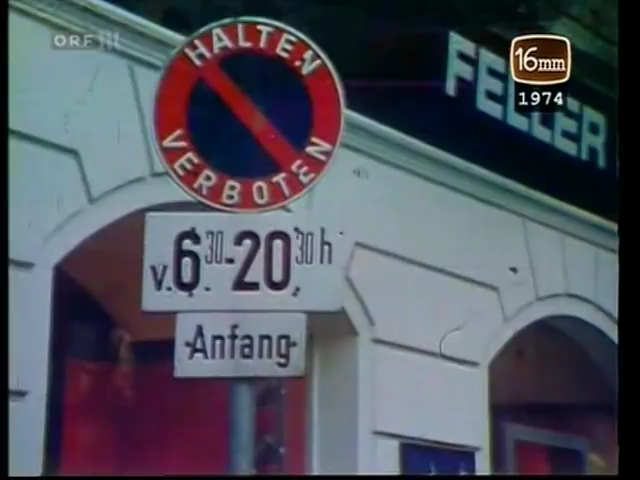 ORF III
16mm
1974
FELLER
HALTEN
VERBOTEN
v. 6.30-20,30 h
Anfang